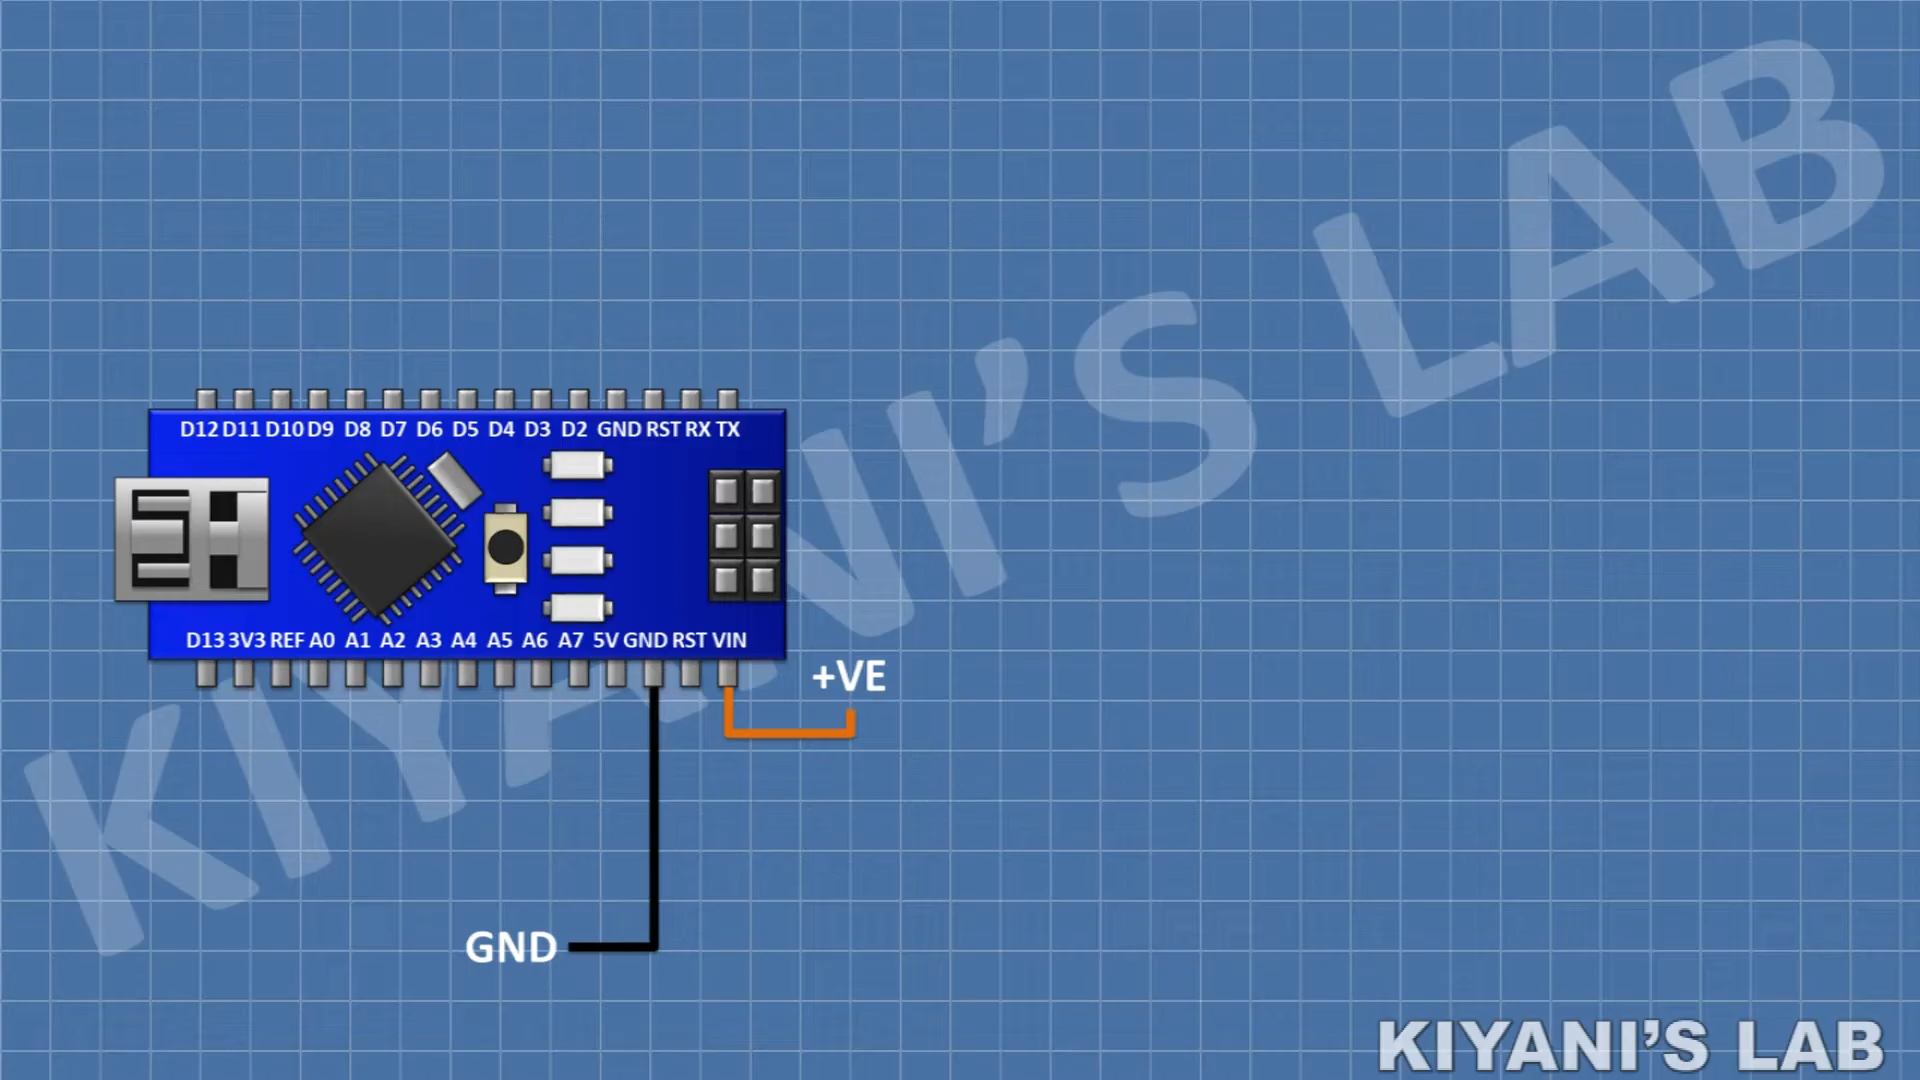 KIYANI'S LAB
D12 D11 D10 D9 D8 D7 D6 D5 D4 D3 D2 GND RST RX TX
D13 3V3 REF A0 A1 A2 A3 A4 A5 A6 A7 5V GND RST VIN
+VE
GND
KIYANI'S LAB